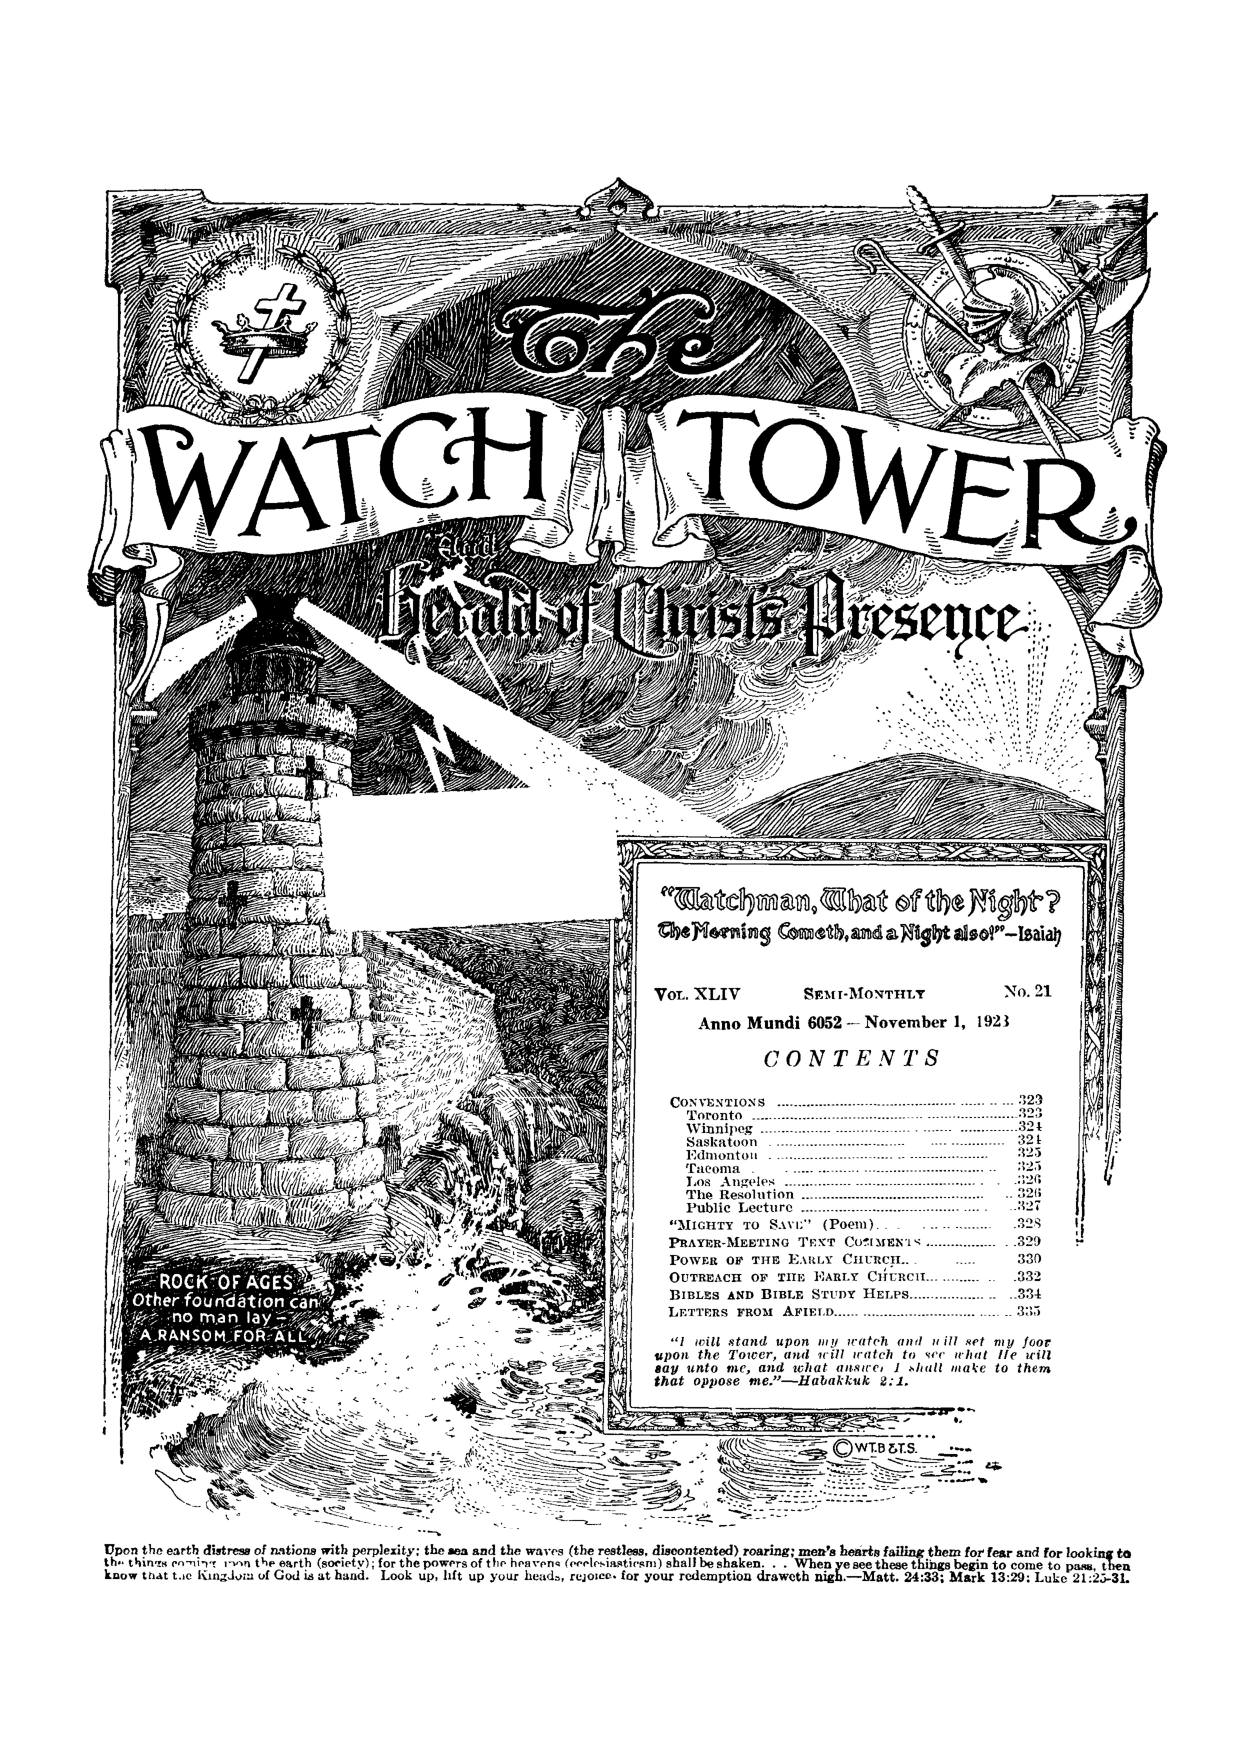 The
WATCH TOWER
And
Herald of Christ's Presence
"Watchman, What of the Night?
The Morning Cometh, and a Night also!"—Isaiah
VOL. XLIV SEMI-MONTHLY No. 21
Anno Mundi 6052 — November 1, 1923
CONTENTS
CONVENTIONS 323
Toronto 323
Winnipeg 324
Saskatoon 324
Edmonton 325
Tacoma 325
Los Angeles 326
The Resolution 326
Public Lecture 327
"MIGHTY TO SAVE" (Poem) 328
PRAYER-MEETING TEXT COMMENTS 329
POWER OF THE EARLY CHURCH 330
OUTREACH OF THE EARLY CHURCH 332
BIBLES AND BIBLE STUDY HELPS 334
LETTERS FROM AFIELD 335
"I will stand upon my watch and will set my foot
upon the Tower, and will watch to see what He will
say unto me, and what answer I shall make to them
that oppose me."—Habakkuk 2:1.
ROCK OF AGES
Other foundation can
no man lay —
A RANSOM FOR ALL
©W.T.B.&T.S.
Upon the earth distress of nations with perplexity; the sea and the waves (the restless, discontented) roaring; men's hearts failing them for fear and for looking to
the things coming upon the earth (society); for the powers of the heavens (ecclesiasticsm) shall be shaken. . . When ye see these things begin to come to pass, then
know that the Kingdom of God is at hand. Look up, lift up your heads, rejoice, for your redemption draweth nigh.—Matt. 24:33; Mark 13:29; Luke 21:25-31.